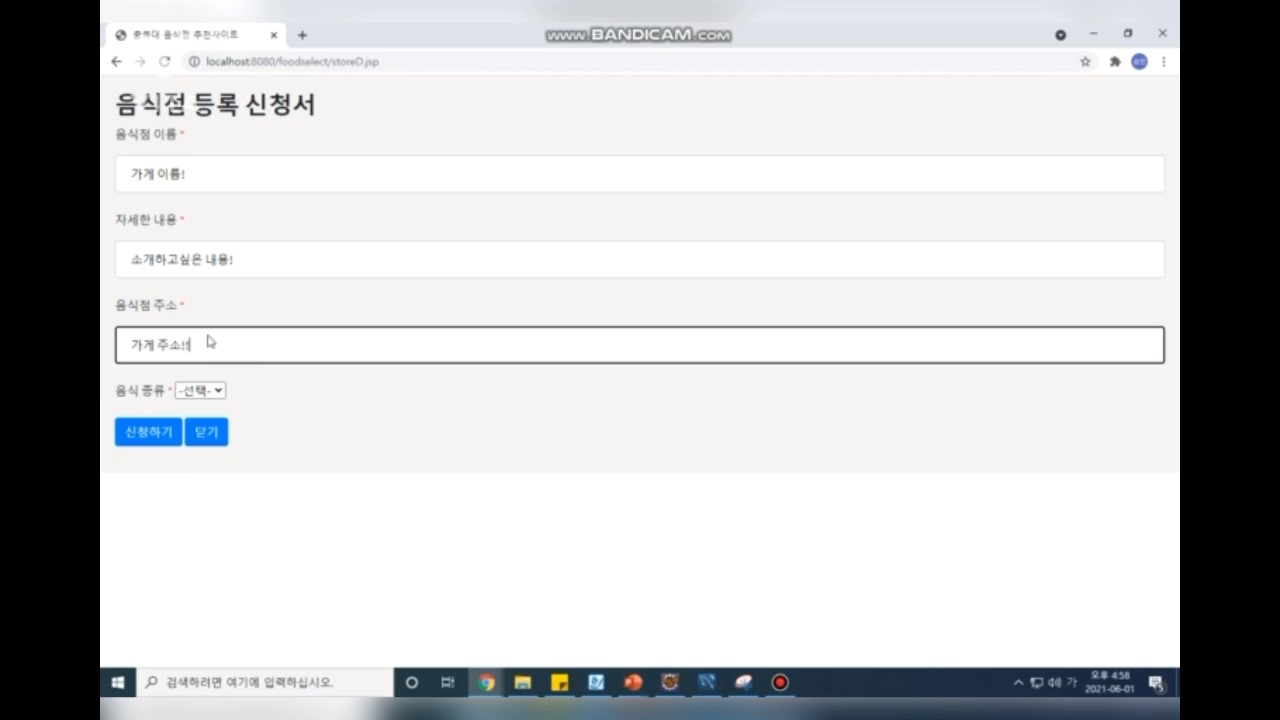 중부대 음식점 추천사이트
www.BANDICAM.com
localhost:8080/foodselect/storeD.jsp
음식점 등록 신청서
음식점 이름 *
가게 이름!
자세한 내용 *
소개하고싶은 내용!
음식점 주소 *
가게 주소!!
음식 종류 * -선택-
신청하기 닫기
검색하려면 여기에 입력하십시오.
가
오후 4:58
2021-06-01